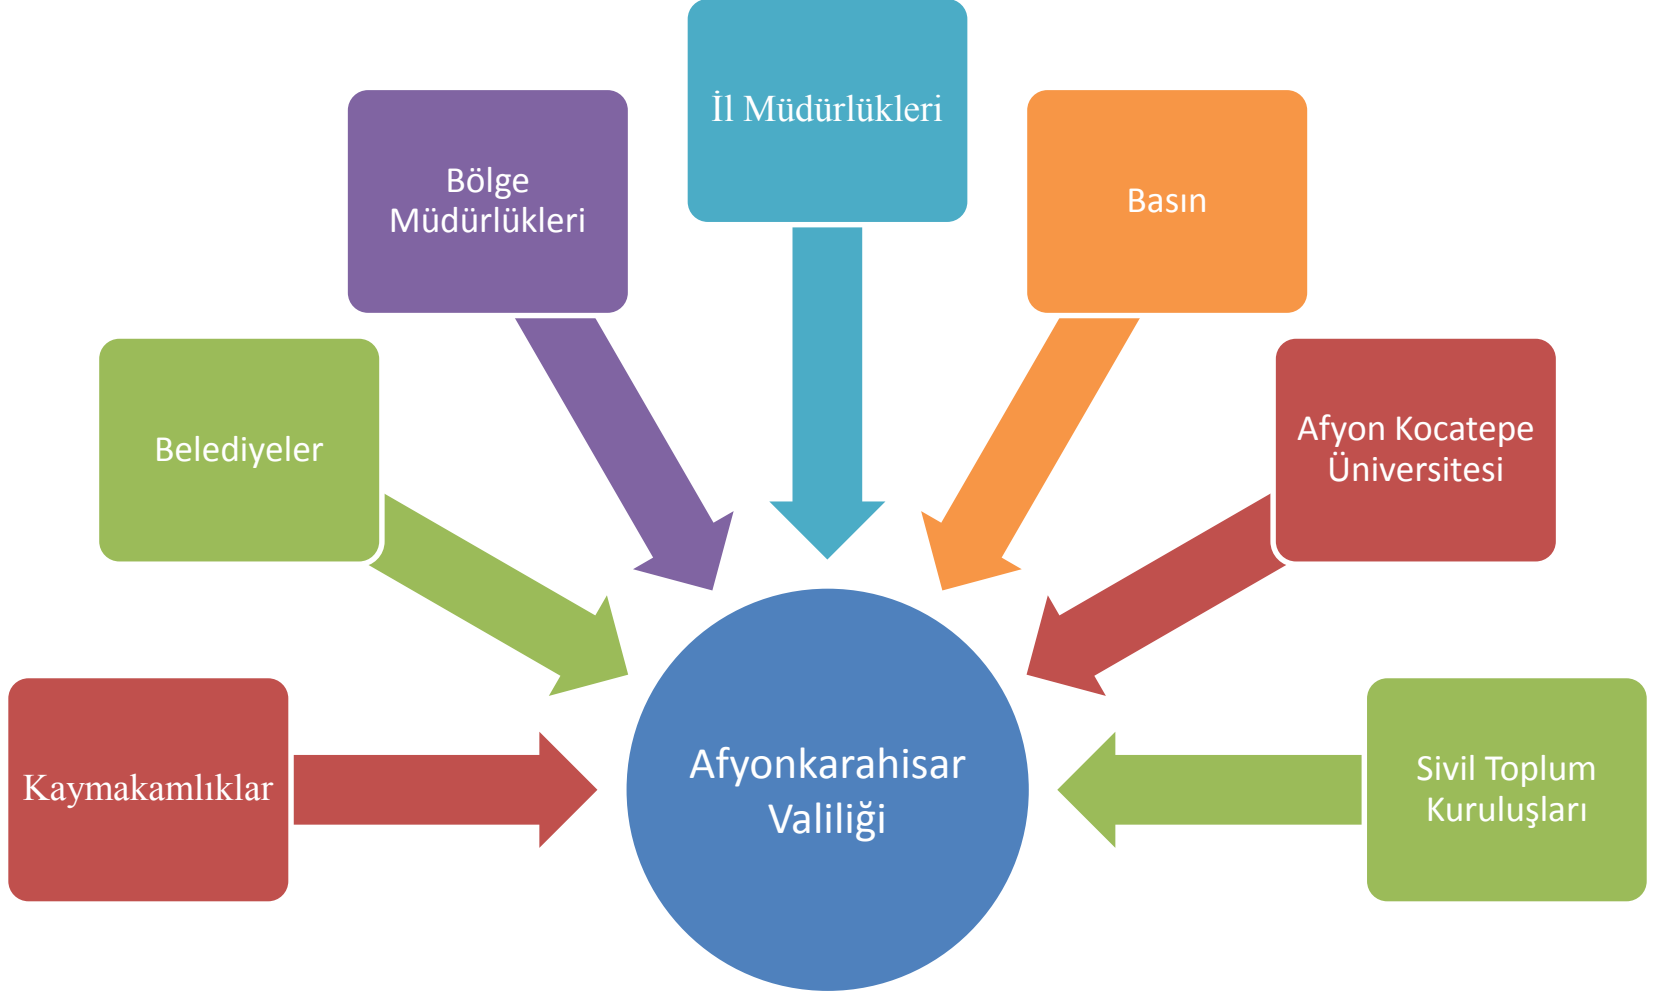 İl Müdürlükleri
Bölge
Müdürlükleri
Basın
Belediyeler
Afyon Kocatepe
Üniversitesi
Kaymakamlıklar
Afyonkarahisar
Valiliği
Sivil Toplum
Kuruluşları